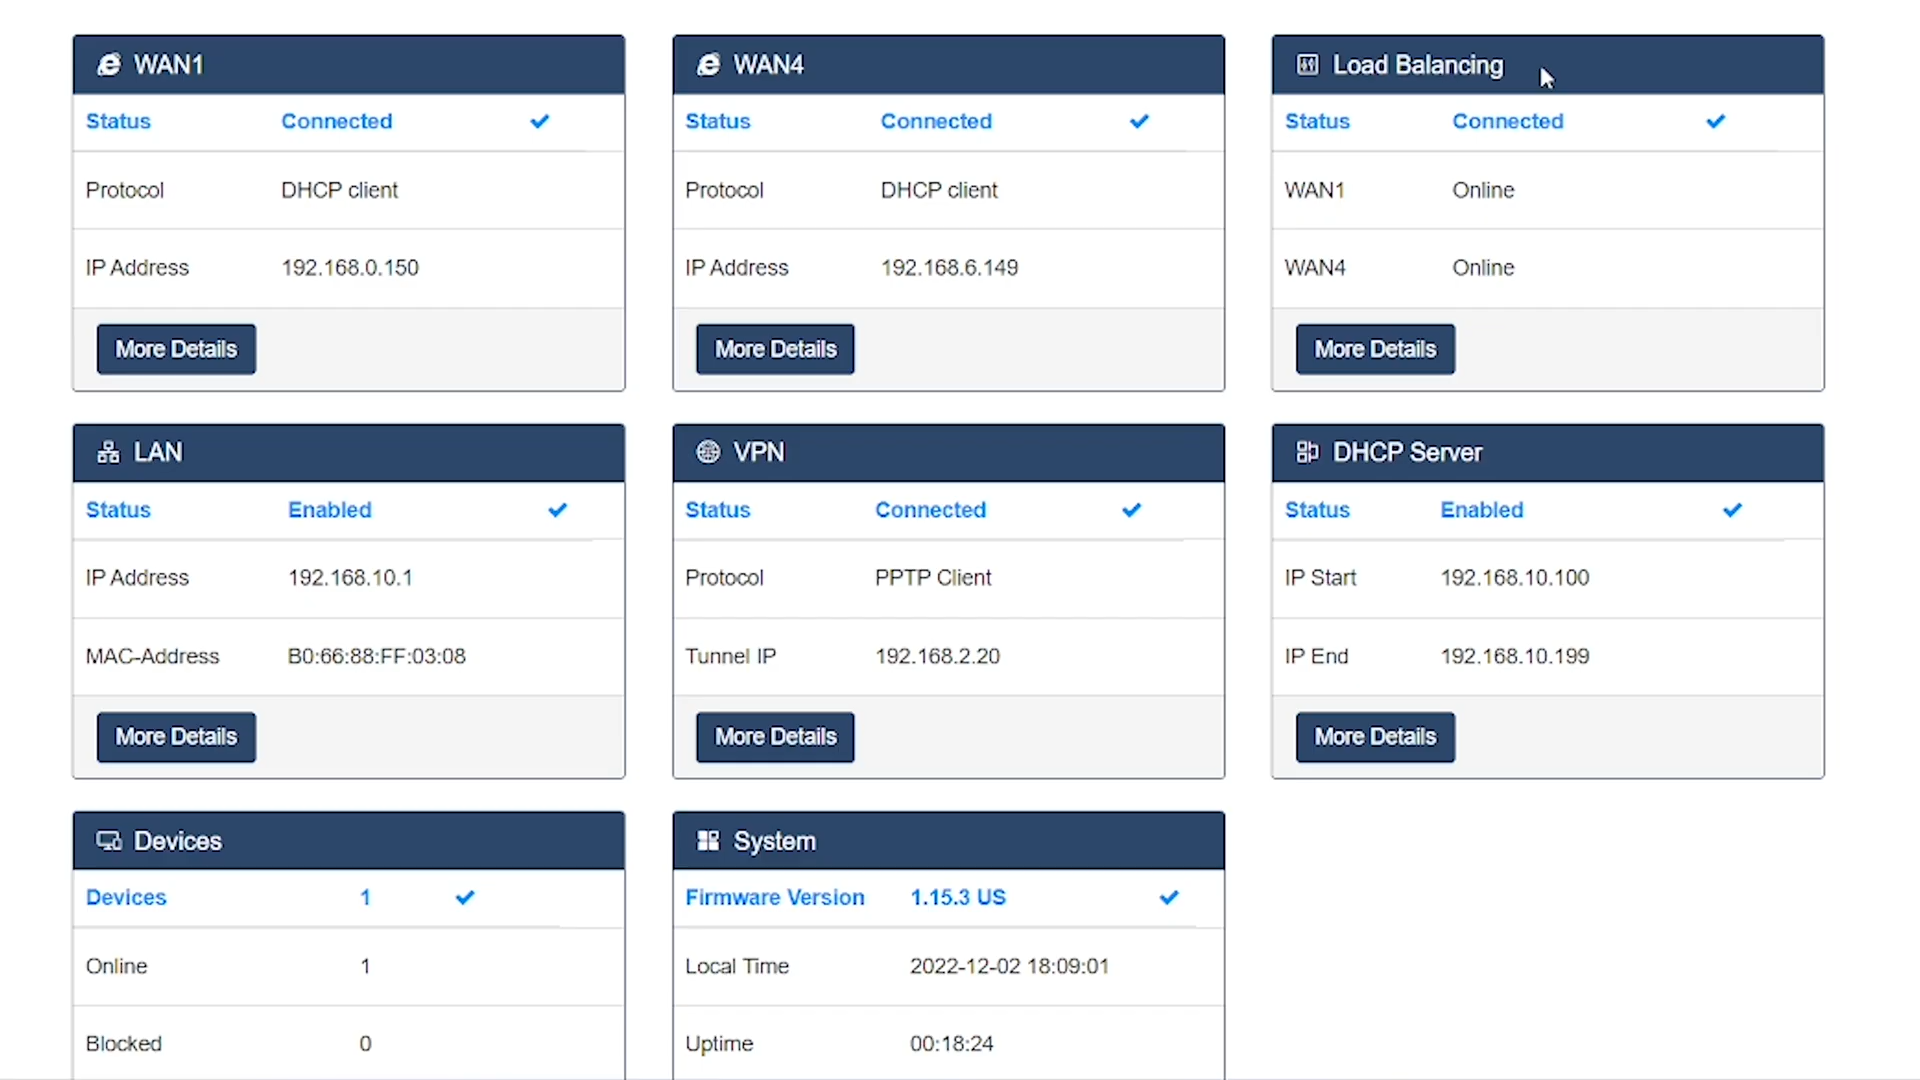 WAN1
Status Connected
Protocol DHCP client
IP Address 192.168.0.150
More Details
WAN4
Status Connected
Protocol DHCP client
IP Address 192.168.6.149
More Details
Load Balancing
Status Connected
WAN1 Online
WAN4 Online
More Details
LAN
Status Enabled
IP Address 192.168.10.1
MAC-Address B0:66:88:FF:03:08
More Details
VPN
Status Connected
Protocol PPTP Client
Tunnel IP 192.168.2.20
More Details
DHCP Server
Status Enabled
IP Start 192.168.10.100
IP End 192.168.10.199
More Details
Devices
Devices 1
Online 1
Blocked 0
System
Firmware Version 1.15.3 US
Local Time 2022-12-02 18:09:01
Uptime 00:18:24